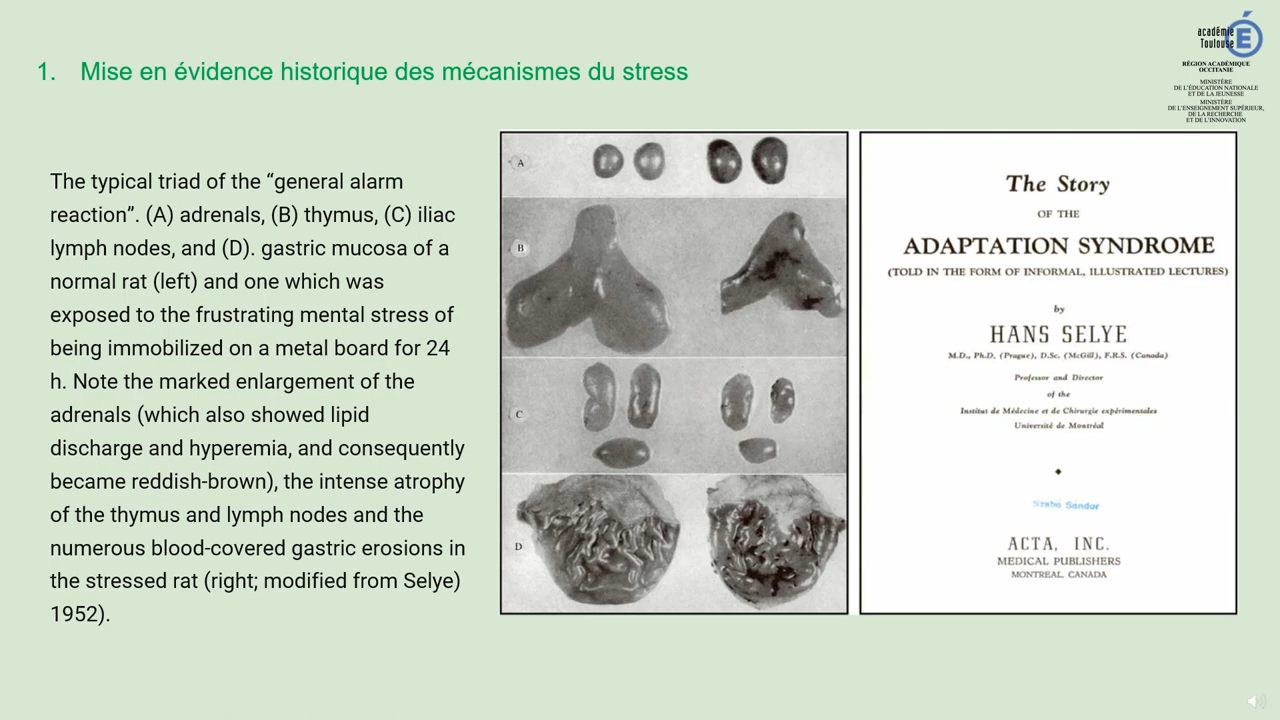 académie
Toulouse
É
RÉGION ACADÉMIQUE
OCCITANIE
MINISTÈRE
DE L'ÉDUCATION NATIONALE
ET DE LA JEUNESSE
MINISTÈRE
DE L'ENSEIGNEMENT SUPÉRIEUR,
DE LA RECHERCHE
ET DE L'INNOVATION
1. Mise en évidence historique des mécanismes du stress
The typical triad of the “general alarm
reaction”. (A) adrenals, (B) thymus, (C) iliac
lymph nodes, and (D). gastric mucosa of a
normal rat (left) and one which was
exposed to the frustrating mental stress of
being immobilized on a metal board for 24
h. Note the marked enlargement of the
adrenals (which also showed lipid
discharge and hyperemia, and consequently
became reddish-brown), the intense atrophy
of the thymus and lymph nodes and the
numerous blood-covered gastric erosions in
the stressed rat (right; modified from Selye)
1952).
A
B
C
D
The Story
OF THE
ADAPTATION SYNDROME
(TOLD IN THE FORM OF INFORMAL, ILLUSTRATED LECTURES)
by
HANS SELYE
M.D., Ph.D. (Prague), D.Sc. (McGill), F.R.S. (Canada)
Professor and Director
of the
Institut de Médecine et de Chirurgie expérimentales
Université de Montréal
Szabo Sandor
ACTA, INC.
MEDICAL PUBLISHERS
MONTREAL, CANADA